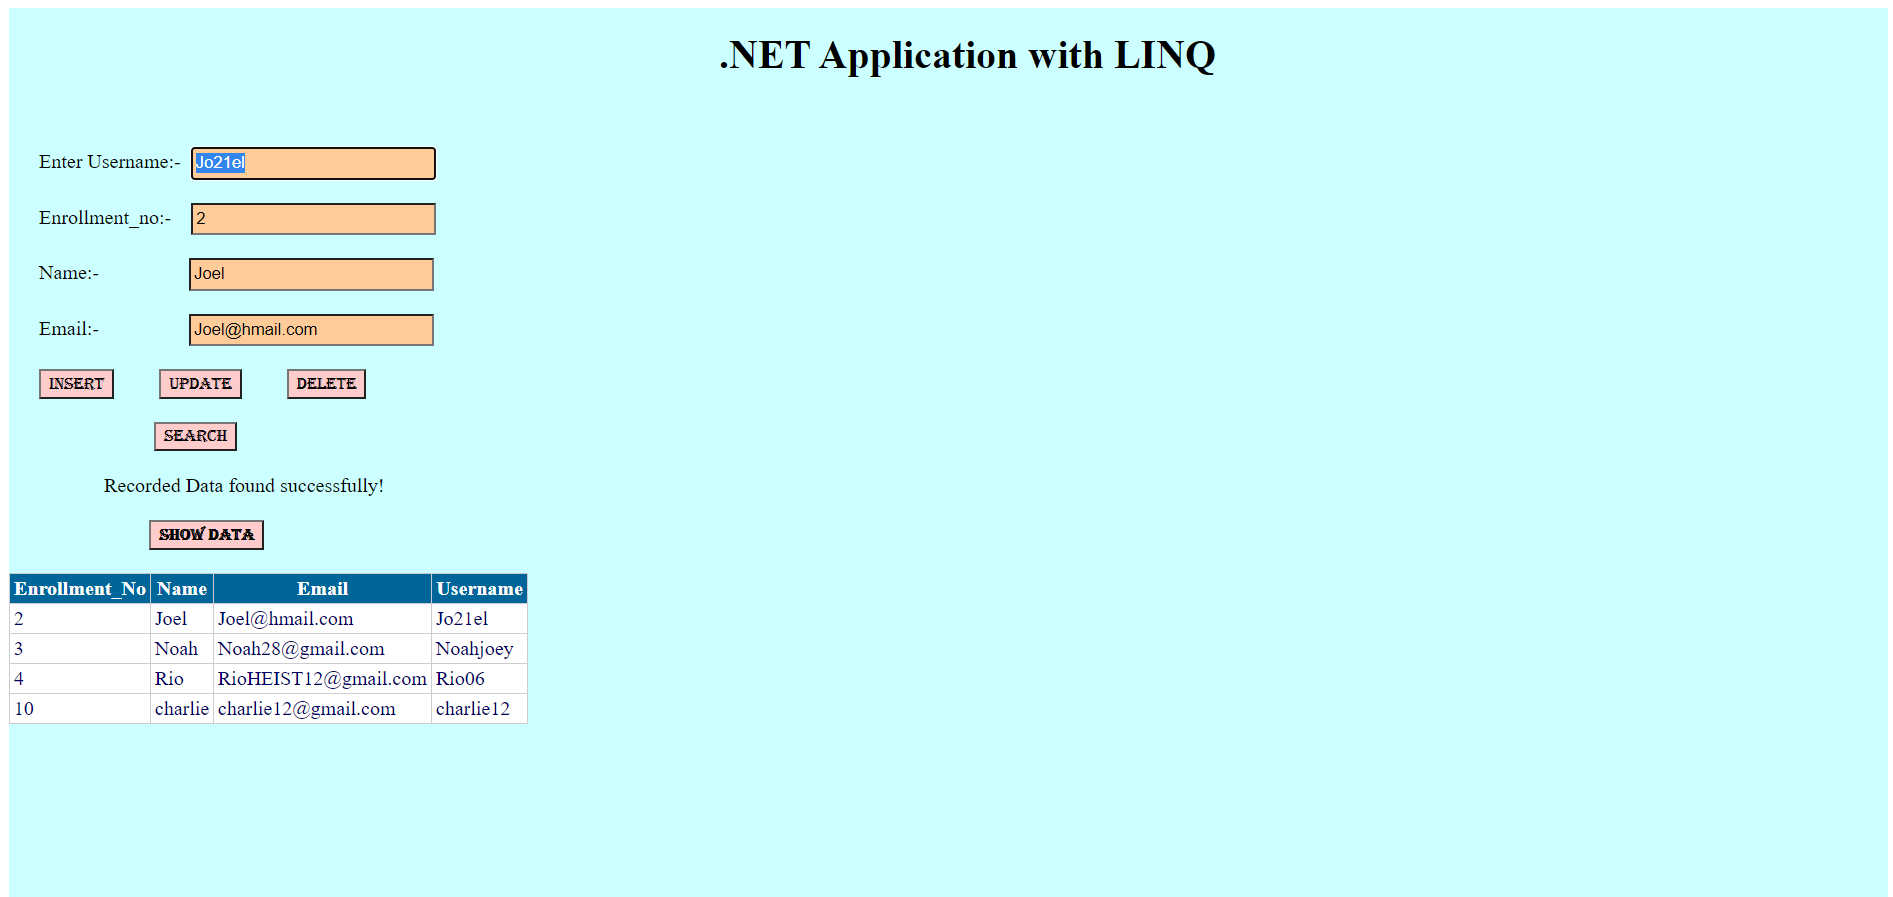 .NET Application with LINQ
Enter Username:- Jo21el
Enrollment_no:- 2
Name:- Joel
Email:- Joel@hmail.com
INSERT UPDATE DELETE
SEARCH
Recorded Data found successfully!
SHOW DATA
Enrollment_No Name Email Username
2 Joel Joel@hmail.com Jo21el
3 Noah Noah28@gmail.com Noahjoey
4 Rio RioHEIST12@gmail.com Rio06
10 charlie charlie12@gmail.com charlie12